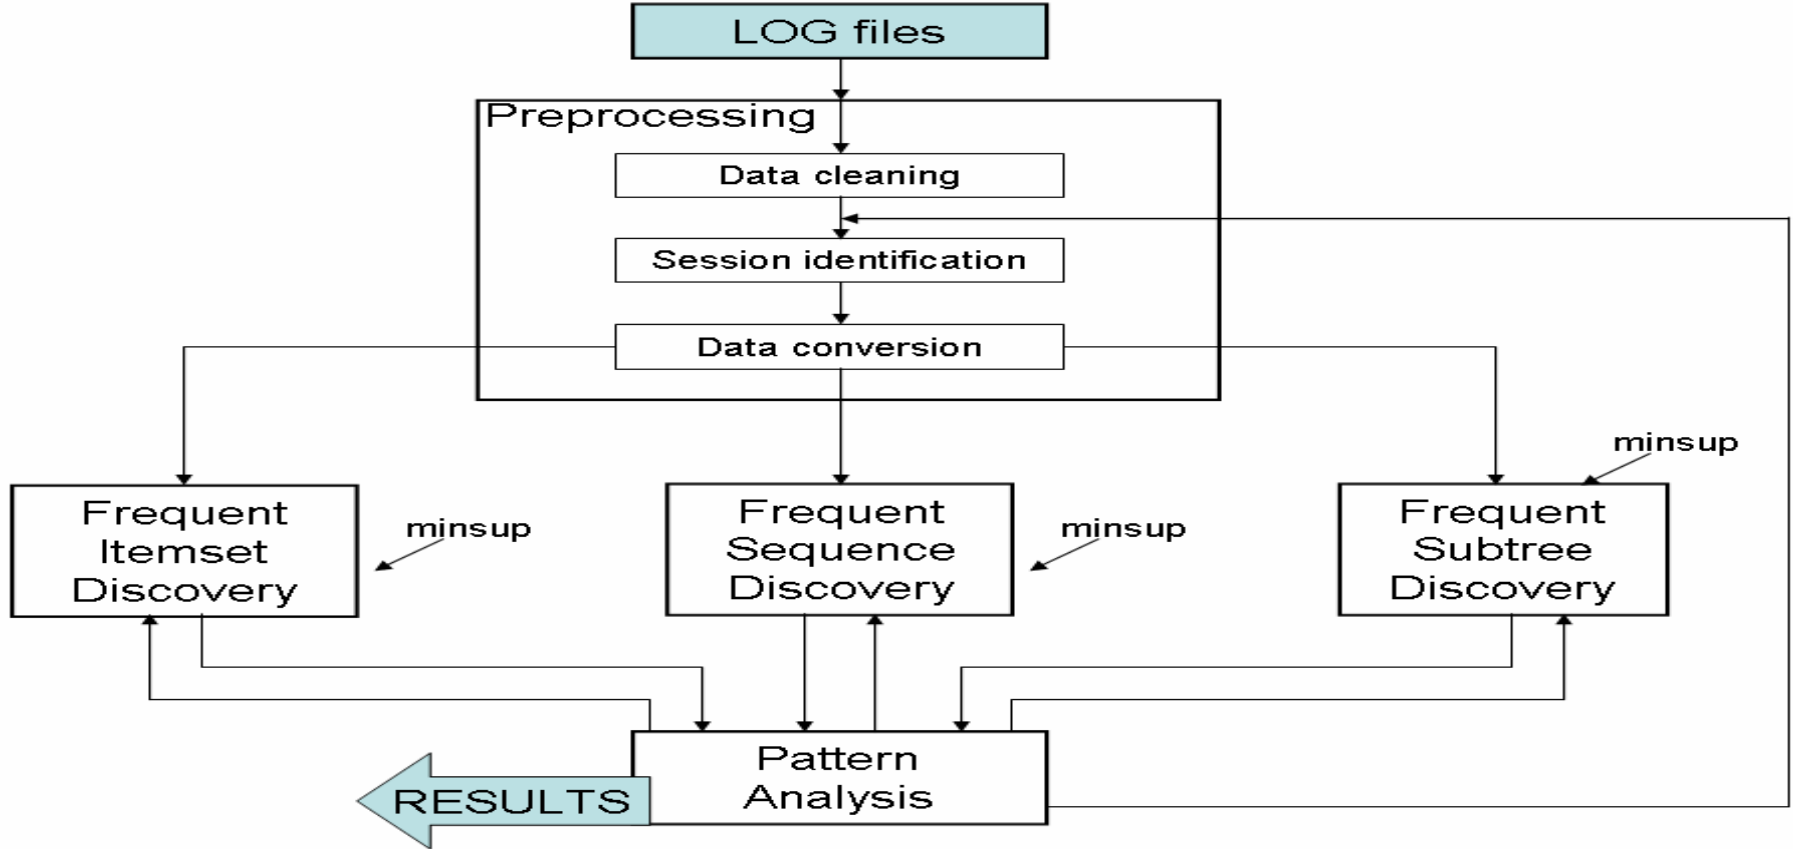 LOG files
Preprocessing
Data cleaning
Session identification
Data conversion
minsup
Frequent
Itemset
Discovery
minsup
Frequent
Sequence
Discovery
minsup
Frequent
Subtree
Discovery
Pattern
Analysis
RESULTS